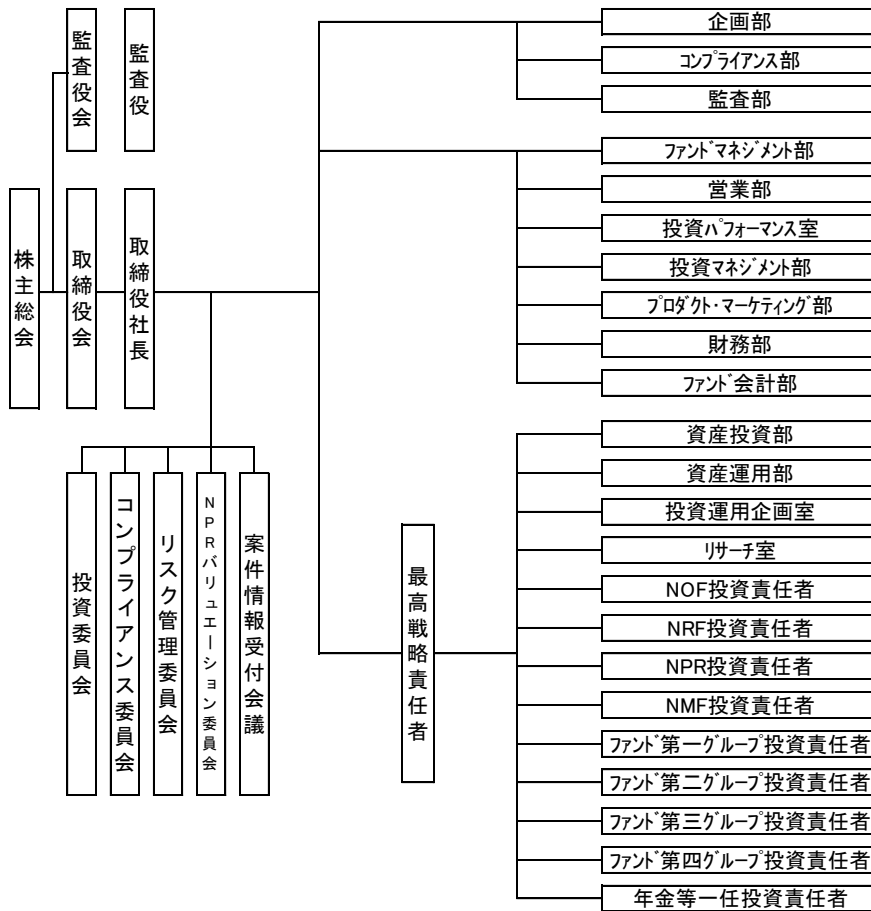 監査役会
監査役
株主総会
取締役会
取締役社長
投資委員会
コンプライアンス委員会
リスク管理委員会
NPRバリュエーション委員会
案件情報受付会議
最高戦略責任者
企画部
ｺﾝﾌﾟﾗｲｱﾝｽ部
監査部
ﾌｧﾝﾄﾞﾏﾈｼﾞﾒﾝﾄ部
営業部
投資ﾊﾟﾌｫｰﾏﾝｽ室
投資ﾏﾈｼﾞﾒﾝﾄ部
ﾌﾟﾛﾀﾞｸﾄ･ﾏｰｹﾃｨﾝｸﾞ部
財務部
ﾌｧﾝﾄﾞ会計部
資産投資部
資産運用部
投資運用企画室
ﾘｻｰﾁ室
NOF投資責任者
NRF投資責任者
NPR投資責任者
NMF投資責任者
ﾌｧﾝﾄﾞ第一ｸﾞﾙｰﾌﾟ投資責任者
ﾌｧﾝﾄﾞ第二ｸﾞﾙｰﾌﾟ投資責任者
ﾌｧﾝﾄﾞ第三ｸﾞﾙｰﾌﾟ投資責任者
ﾌｧﾝﾄﾞ第四ｸﾞﾙｰﾌﾟ投資責任者
年金等一任投資責任者